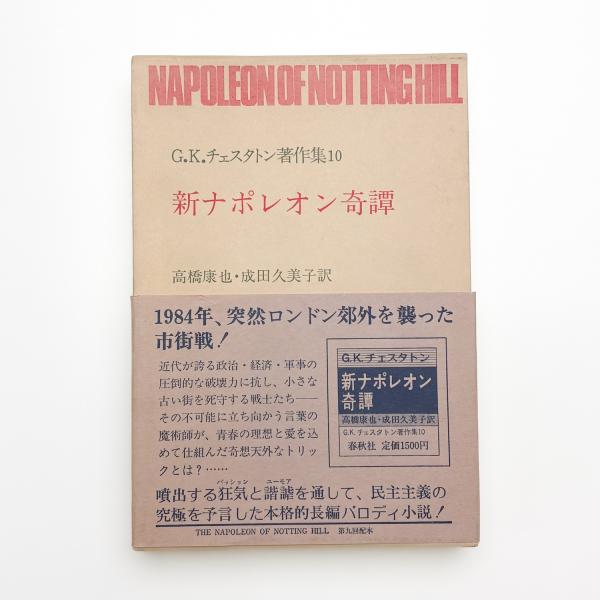 NAPOLEON OF NOTTING HILL
G.K.チェスタトン著作集10
新ナポレオン奇譚
高橋康也・成田久美子訳
1984年、突然ロンドン郊外を襲った
市街戦!
近代が誇る政治・経済・軍事の
圧倒的な破壊力に抗し、小さな
古い街を死守する戦士たち——
その不可能に立ち向かう言葉の
魔術師が、青春の理想と愛を込
めて仕組んだ奇想天外なトリッ
クとは?……
G.K.チェスタトン
新ナポレオン
奇譚
高橋康也・成田久美子訳
G.K.チェスタトン著作集10
春秋社 定価1500円
パッション ユーモア
噴出する狂気と諧謔を通して、民主主義の
究極を予言した本格的長編パロディ小説!
THE NAPOLEON OF NOTTING HILL 第九回配本